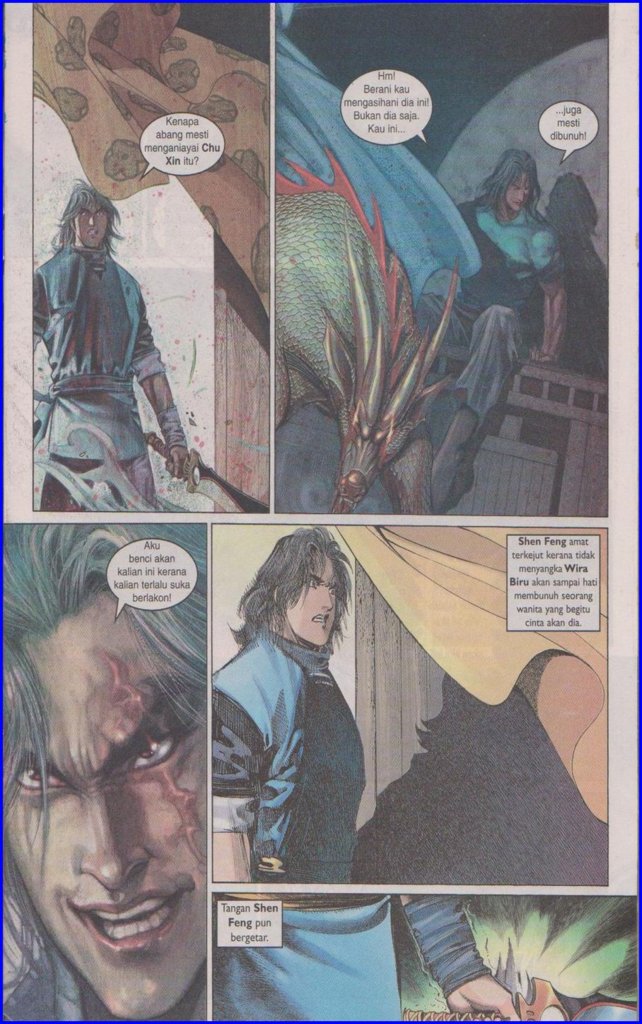 Kenapa
abang mesti
menganiayai Chu
Xin itu?
Hm!
Berani kau
mengasihani dia ini!
Bukan dia saja.
Kau ini...
...juga
mesti
dibunuh!
Aku
benci akan
kalian ini kerana
kalian terlalu suka
berlakon!
Shen Feng amat
terkejut kerana tidak
menyangka Wira
Biru akan sampai hati
membunuh seorang
wanita yang begitu
cinta akan dia.
Tangan Shen
Feng pun
bergetar.